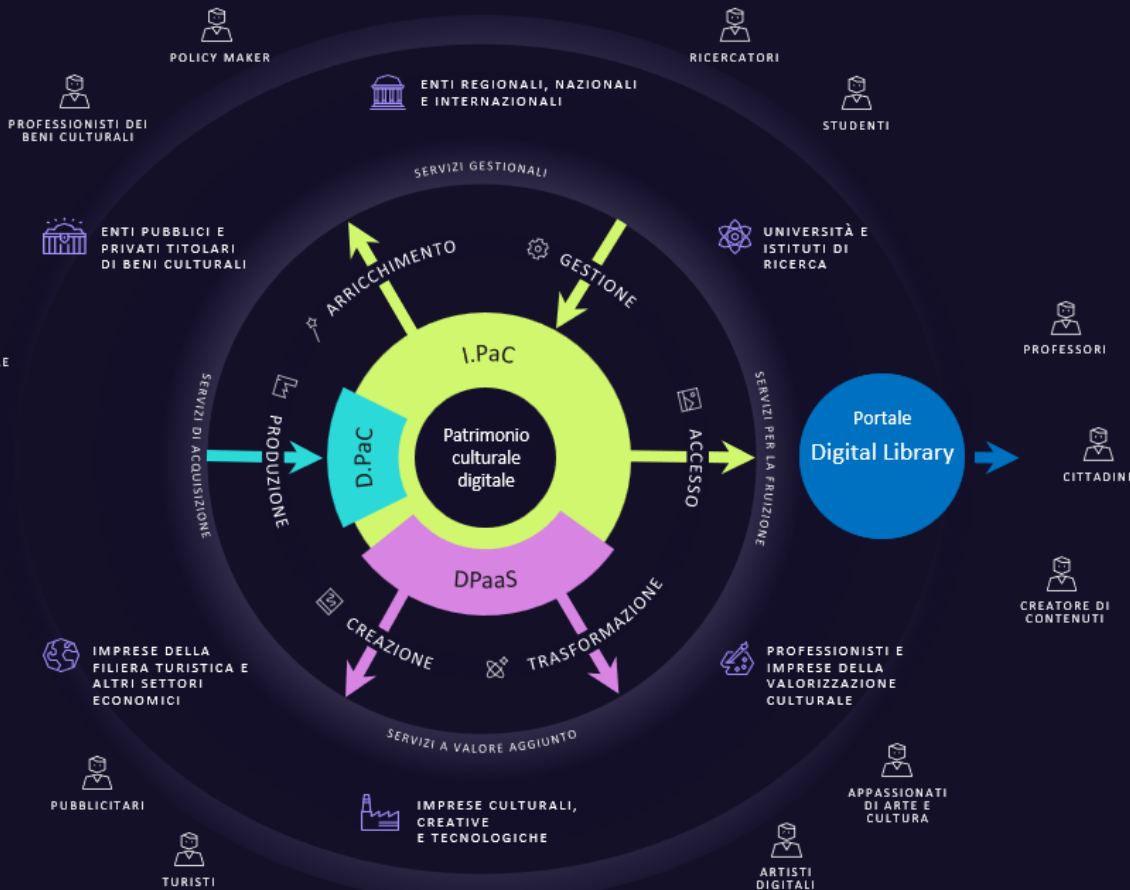 POLICY MAKER
RICERCATORI
PROFESSIONISTI DEI
BENI CULTURALI
ENTI REGIONALI, NAZIONALI
E INTERNAZIONALI
STUDENTI
SERVIZI GESTIONALI
ENTI PUBBLICI E
PRIVATI TITOLARI
DI BENI CULTURALI
UNIVERSITÀ E
ISTITUTI DI
RICERCA
ARRICCHIMENTO
GESTIONE
PROFESSORI
E
I.PaC
SERVIZI DI ACQUISIZIONE
PRODUZIONE
D.PaC
Patrimonio
culturale
digitale
ACCESSO
SERVIZI PER LA FRUIZIONE
Portale
Digital Library
CITTADINI
DPaaS
CREAZIONE
TRASFORMAZIONE
CREATORE DI
CONTENUTI
IMPRESE DELLA
FILIERA TURISTICA E
ALTRI SETTORI
ECONOMICI
PROFESSIONISTI E
IMPRESE DELLA
VALORIZZAZIONE
CULTURALE
SERVIZI A VALORE AGGIUNTO
PUBBLICITARI
IMPRESE CULTURALI,
CREATIVE
E TECNOLOGICHE
APPASSIONATI
DI ARTE E
CULTURA
TURISTI
ARTISTI
DIGITALI